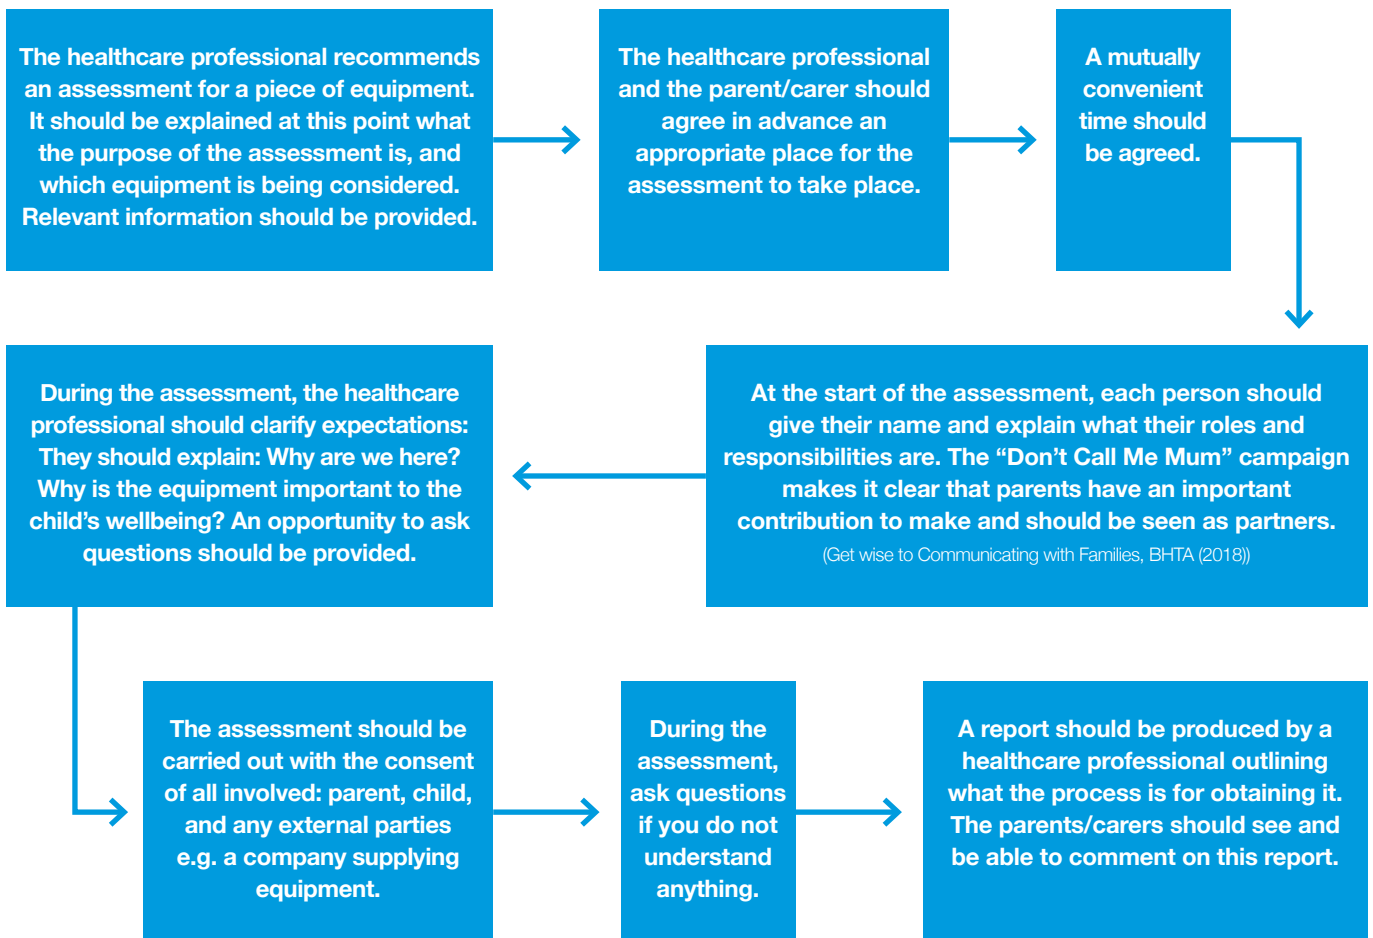 The healthcare professional recommends
an assessment for a piece of equipment.
It should be explained at this point what
the purpose of the assessment is, and
which equipment is being considered.
Relevant information should be provided.
The healthcare professional
and the parent/carer should
agree in advance an
appropriate place for the
assessment to take place.
A mutually
convenient
time should
be agreed.
At the start of the assessment, each person should
give their name and explain what their roles and
responsibilities are. The “Don’t Call Me Mum” campaign
makes it clear that parents have an important
contribution to make and should be seen as partners.
(Get wise to Communicating with Families, BHTA (2018))
During the assessment, the healthcare
professional should clarify expectations:
They should explain: Why are we here?
Why is the equipment important to the
child’s wellbeing? An opportunity to ask
questions should be provided.
The assessment should be
carried out with the consent
of all involved: parent, child,
and any external parties
e.g. a company supplying
equipment.
During the
assessment,
ask questions
if you do not
understand
anything.
A report should be produced by a
healthcare professional outlining
what the process is for obtaining it.
The parents/carers should see and
be able to comment on this report.